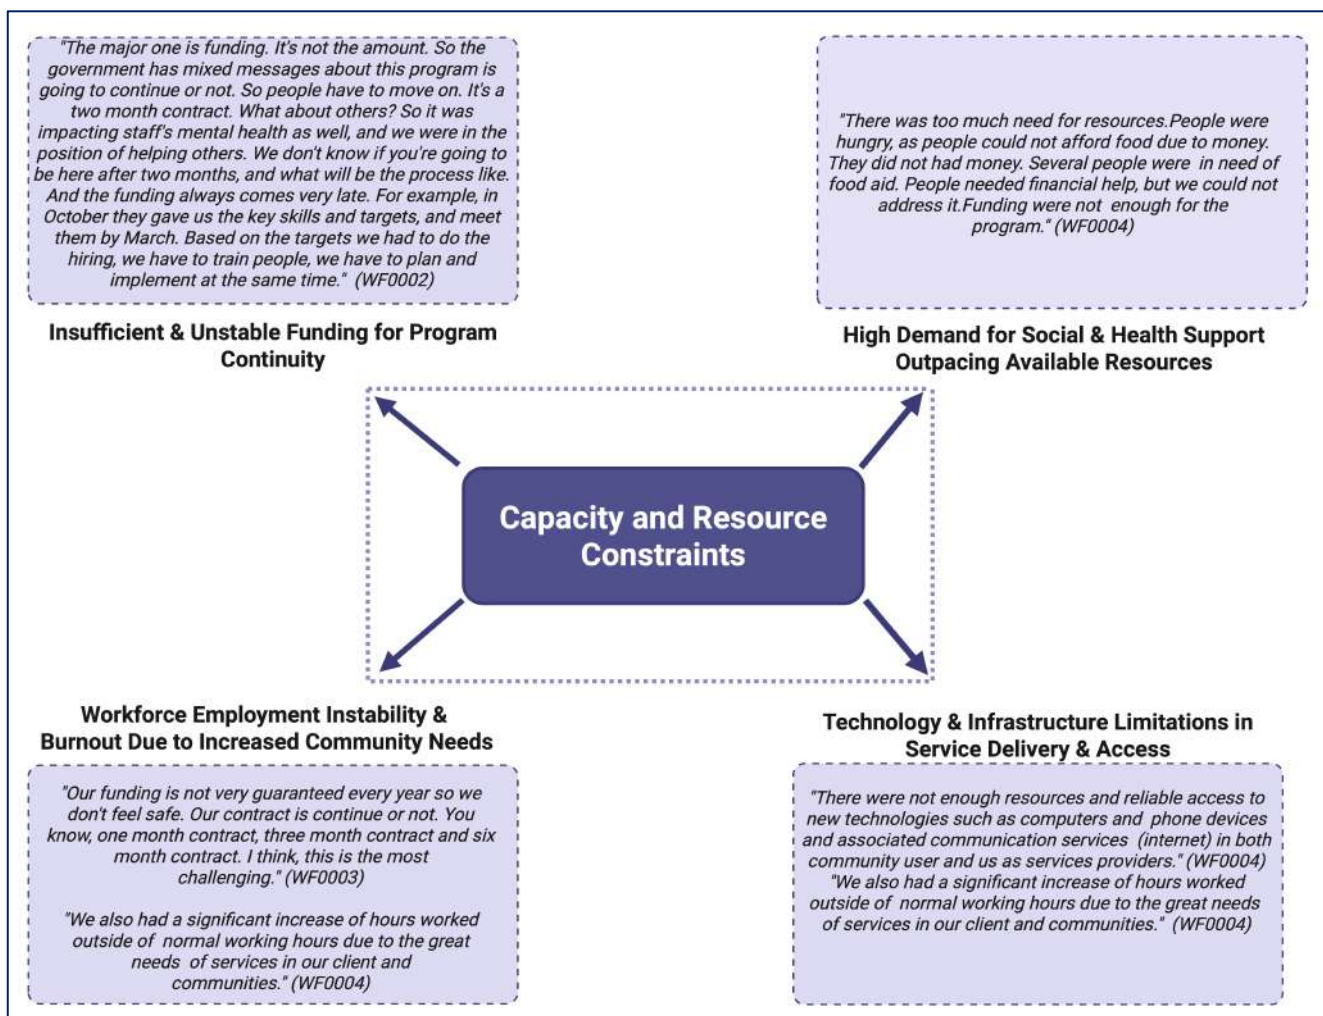 "The major one is funding. It's not the amount. So the
government has mixed messages about this program is
going to continue or not. So people have to move on. It's a
two month contract. What about others? So it was
impacting staff's mental health as well, and we were in the
position of helping others. We don't know if you're going to
be here after two months, and what will be the process like.
And the funding always comes very late. For example, in
October they gave us the key skills and targets, and meet
them by March. Based on the targets we had to do the
hiring, we have to train people, we have to plan and
implement at the same time." (WF0002)
Insufficient & Unstable Funding for Program
Continuity
"There was too much need for resources.People were
hungry, as people could not afford food due to money.
They did not had money. Several people were in need of
food aid. People needed financial help, but we could not
address it.Funding were not enough for the
program." (WF0004)
High Demand for Social & Health Support
Outpacing Available Resources
Capacity and Resource
Constraints
Workforce Employment Instability &
Burnout Due to Increased Community Needs
"Our funding is not very guaranteed every year so we
don't feel safe. Our contract is continue or not. You
know, one month contract, three month contract and six
month contract. I think, this is the most
challenging." (WF0003)
"We also had a significant increase of hours worked
outside of normal working hours due to the great
needs of services in our client and
communities." (WF0004)
Technology & Infrastructure Limitations in
Service Delivery & Access
"There were not enough resources and reliable access to
new technologies such as computers and phone devices
and associated communication services (internet) in both
community user and us as services providers." (WF0004)
"We also had a significant increase of hours worked
outside of normal working hours due to the great needs
of services in our client and communities." (WF0004)